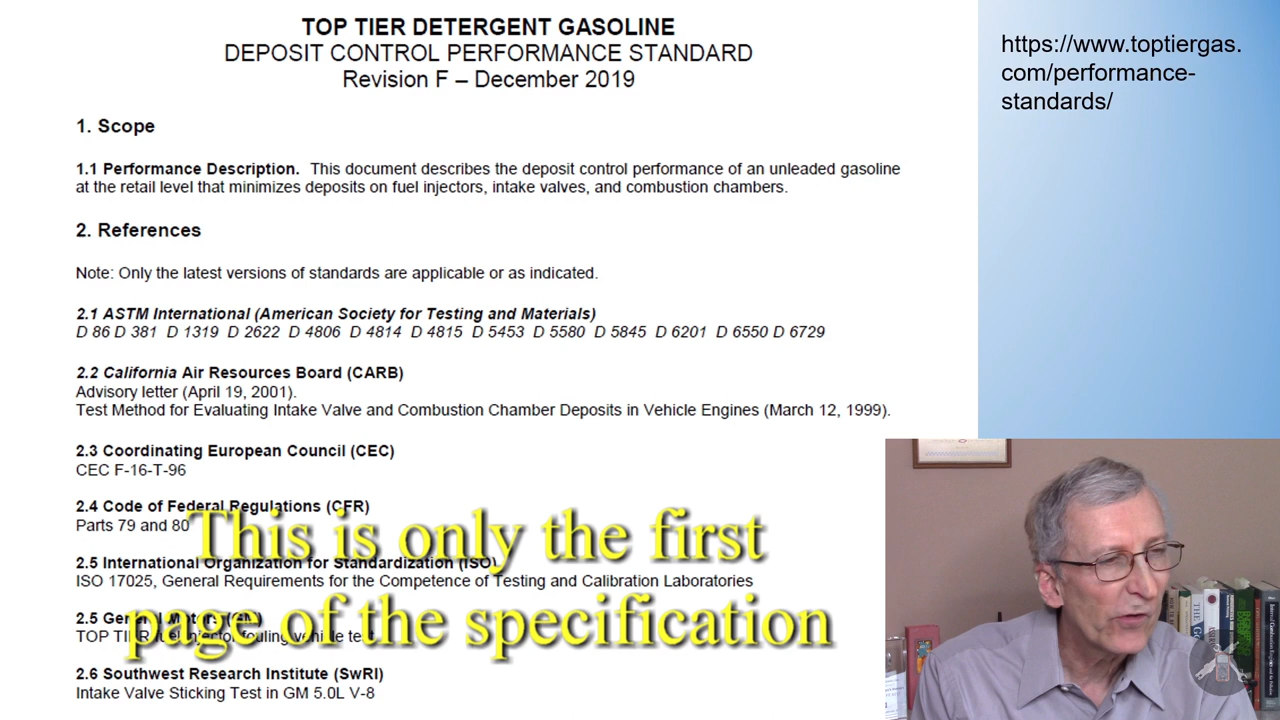 TOP TIER DETERGENT GASOLINE
DEPOSIT CONTROL PERFORMANCE STANDARD
Revision F – December 2019
1. Scope
1.1 Performance Description. This document describes the deposit control performance of an unleaded gasoline
at the retail level that minimizes deposits on fuel injectors, intake valves, and combustion chambers.
2. References
Note: Only the latest versions of standards are applicable or as indicated.
2.1 ASTM International (American Society for Testing and Materials)
D 86 D 381 D 1319 D 2622 D 4806 D 4814 D 4815 D 5453 D 5580 D 5845 D 6201 D 6550 D 6729
2.2 California Air Resources Board (CARB)
Advisory letter (April 19, 2001).
Test Method for Evaluating Intake Valve and Combustion Chamber Deposits in Vehicle Engines (March 12, 1999).
2.3 Coordinating European Council (CEC)
CEC F-16-T-96
2.4 Code of Federal Regulations (CFR)
Parts 79 and 80
2.5 International Organization for Standardization (ISO)
ISO 17025, General Requirements for the Competence of Testing and Calibration Laboratories
2.5 General Motors (GM)
TOP TIER fuel injector fouling vehicle test
2.6 Southwest Research Institute (SwRI)
Intake Valve Sticking Test in GM 5.0L V-8
This is only the first
page of the specification
https://www.toptiergas.
com/performance-
standards/